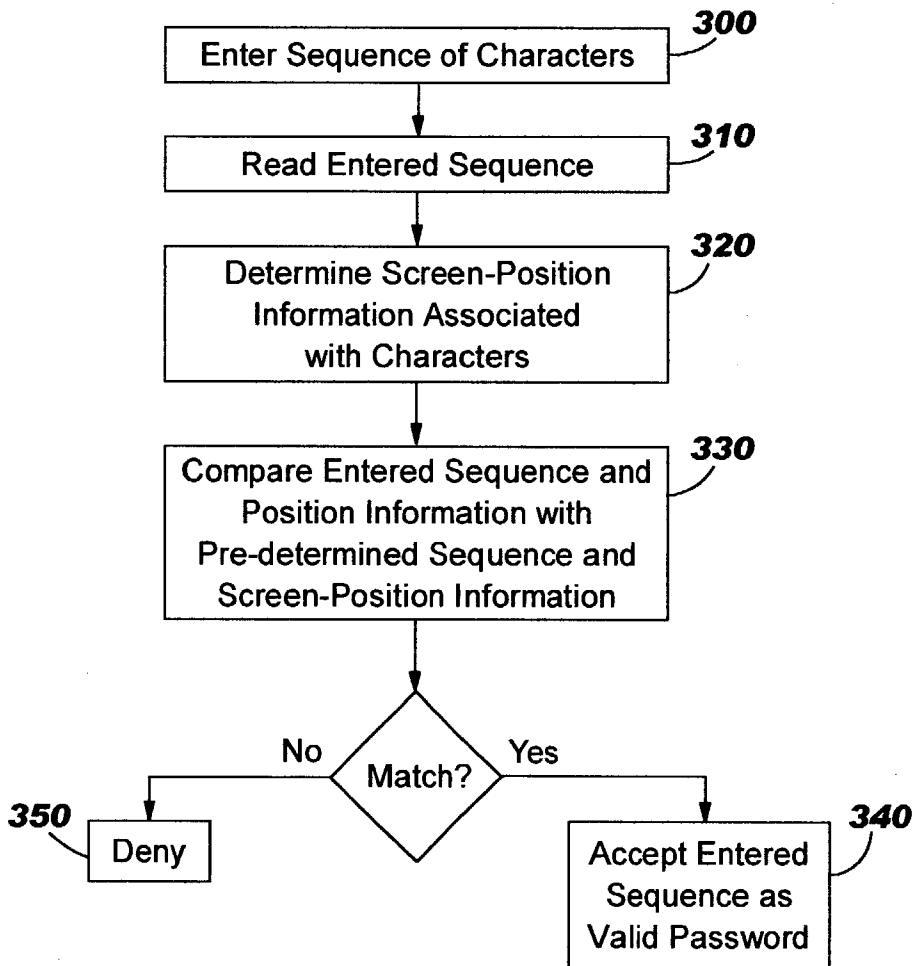 300
Enter Sequence of Characters
310
Read Entered Sequence
320
Determine Screen-Position
Information Associated
with Characters
330
Compare Entered Sequence and
Position Information with
Pre-determined Sequence and
Screen-Position Information
No
Yes
Match?
350
Deny
340
Accept Entered
Sequence as
Valid Password